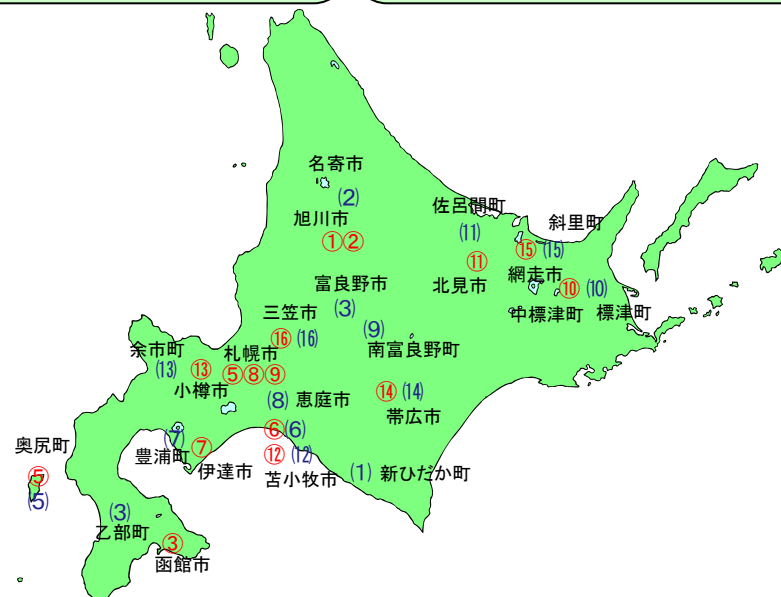 名寄市
(2)
旭川市
①②
佐呂間町
(11)
斜里町
⑮(15)
⑪
網走市
北見市
⑩(10)
中標津町
標津町
富良野市
(3)
三笠市
(9)
⑯(16)
南富良野町
余市町
札幌市
(13)
⑬
⑤⑧⑨
小樽市
(8)
恵庭市
⑭(14)
帯広市
⑥(6)
(7)
⑦
豊浦町
⑫(12)
伊達市
苫小牧市
(1)
新ひだか町
奥尻町
⑤
(5)
(3)
乙部町
③
函館市